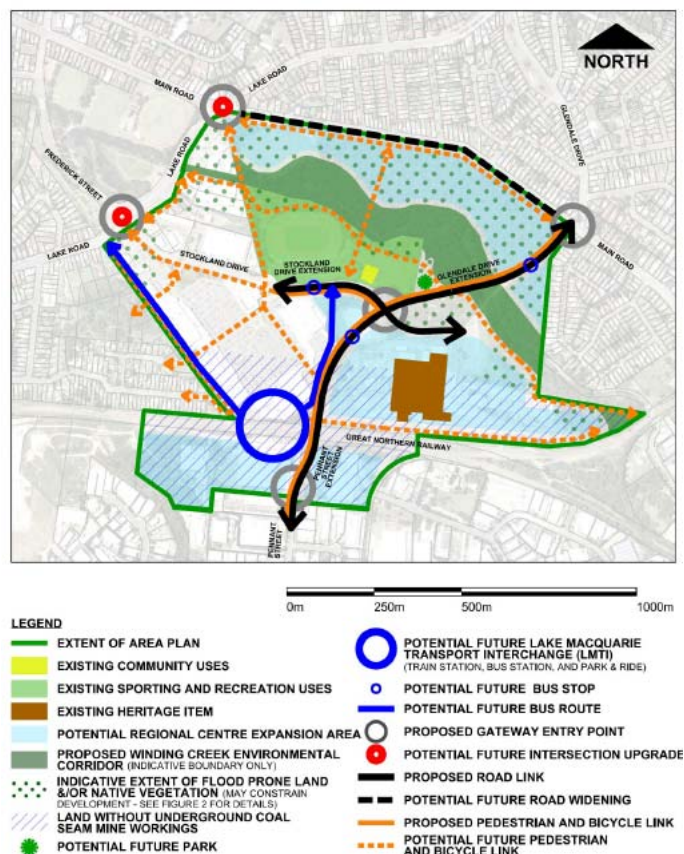 NORTH
MAIN ROAD
LAKE ROAD
GLENDALE DRIVE
FREDERICK STREET
LAKE ROAD
LAKE ROAD
STOCKLAND DRIVE
STOCKLAND
DRIVE EXTENSION
GLENDALE DRIVE
EXTENSION
MAIN ROAD
GREAT NORTHERN RAILWAY
PENNANT
STREET
EXTENSION
PENNANT
STREET
0m 250m 500m 1000m
LEGEND
EXTENT OF AREA PLAN
EXISTING COMMUNITY USES
EXISTING SPORTING AND RECREATION USES
EXISTING HERITAGE ITEM
POTENTIAL REGIONAL CENTRE EXPANSION AREA
PROPOSED WINDING CREEK ENVIRONMENTAL
CORRIDOR (INDICATIVE BOUNDARY ONLY)
INDICATIVE EXTENT OF FLOOD PRONE LAND
&/OR NATIVE VEGETATION (MAY CONSTRAIN
DEVELOPMENT - SEE FIGURE 2 FOR DETAILS)
LAND WITHOUT UNDERGROUND COAL
SEAM MINE WORKINGS
POTENTIAL FUTURE PARK
POTENTIAL FUTURE LAKE MACQUARIE
TRANSPORT INTERCHANGE (LMTI)
(TRAIN STATION, BUS STATION, AND PARK & RIDE)
POTENTIAL FUTURE BUS STOP
POTENTIAL FUTURE BUS ROUTE
PROPOSED GATEWAY ENTRY POINT
POTENTIAL FUTURE INTERSECTION UPGRADE
PROPOSED ROAD LINK
POTENTIAL FUTURE ROAD WIDENING
PROPOSED PEDESTRIAN AND BICYCLE LINK
POTENTIAL FUTURE PEDESTRIAN
AND BICYCLE LINK